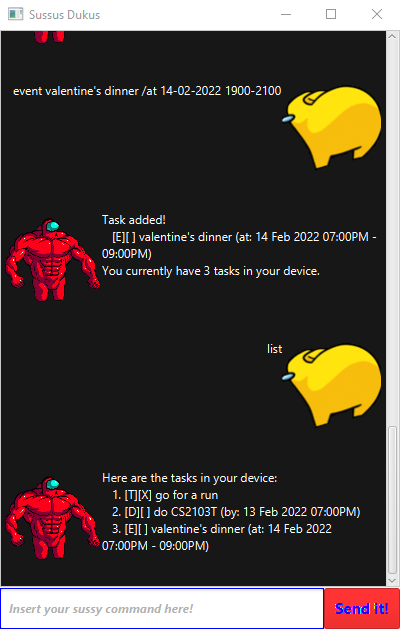 Sussus Dukus
event valentine's dinner /at 14-02-2022 1900-2100
Task added!
[E][ ] valentine's dinner (at: 14 Feb 2022 07:00PM -
09:00PM)
You currently have 3 tasks in your device.
list
Here are the tasks in your device:
1. [T][X] go for a run
2. [D][ ] do CS2103T (by: 13 Feb 2022 07:00PM)
3. [E][ ] valentine's dinner (at: 14 Feb 2022
07:00PM - 09:00PM)
Insert your sussy command here!
Send it!